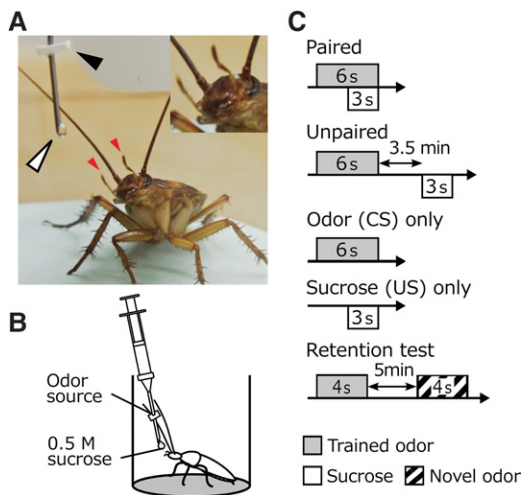 A
B
Odor
source
0.5 M
sucrose
C
Paired
6s
3s
Unpaired
3.5 min
6s
3s
Odor (CS) only
6s
Sucrose (US) only
3s
Retention test
5min
4s
4s
Trained odor
Sucrose
Novel odor